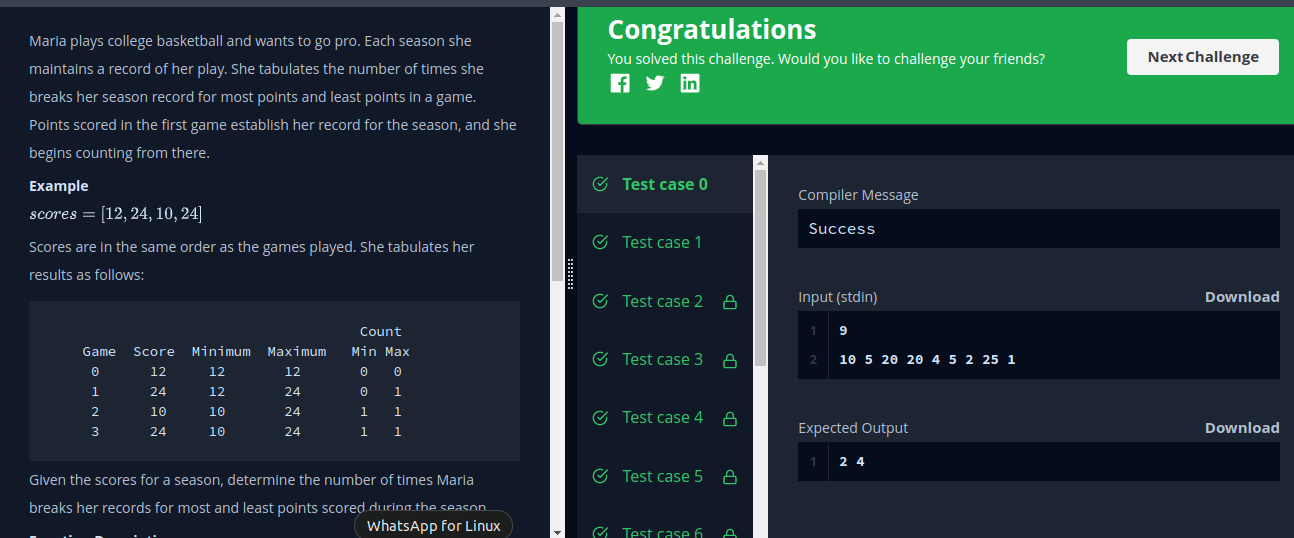 Maria plays college basketball and wants to go pro. Each season she
maintains a record of her play. She tabulates the number of times she
breaks her season record for most points and least points in a game.
Points scored in the first game establish her record for the season, and she
begins counting from there.
Example
scores = [12, 24, 10, 24]
Scores are in the same order as the games played. She tabulates her
results as follows:
Count
Game Score Minimum Maximum Min Max
0 12 12 12 0 0
1 24 12 24 0 1
2 10 10 24 1 1
3 24 10 24 1 1
Given the scores for a season, determine the number of times Maria
breaks her records for most and least points scored during the season.
WhatsApp for Linux
Congratulations
You solved this challenge. Would you like to challenge your friends?
Next Challenge
Test case 0
Test case 1
Test case 2
Test case 3
Test case 4
Test case 5
Test case 6
Compiler Message
Success
Input (stdin)
Download
1 9
2 10 5 20 20 4 5 2 25 1
Expected Output
Download
1 2 4